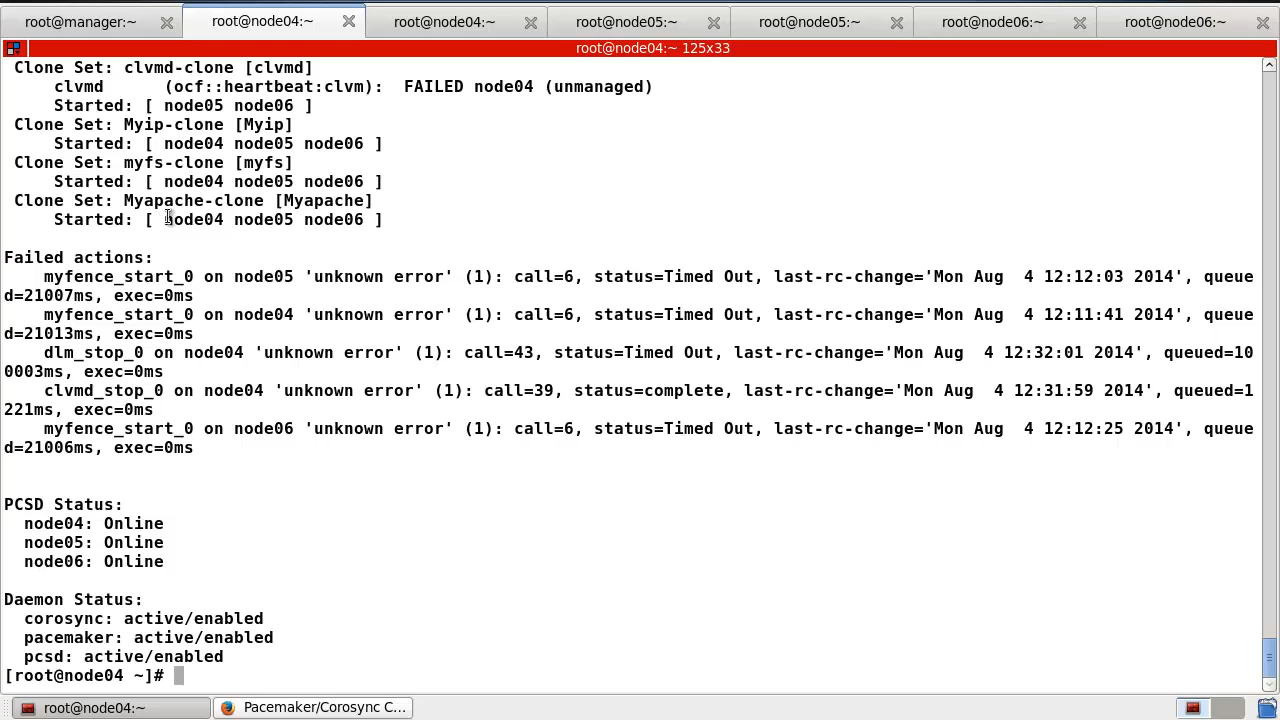 root@manager:~ root@node04:~ root@node04:~ root@node05:~ root@node05:~ root@node06:~ root@node06:~
root@node04:~ 125x33
Clone Set: clvmd-clone [clvmd]
clvmd      (ocf::heartbeat:clvm):  FAILED node04 (unmanaged)
Started: [ node05 node06 ]
Clone Set: Myip-clone [Myip]
Started: [ node04 node05 node06 ]
Clone Set: myfs-clone [myfs]
Started: [ node04 node05 node06 ]
Clone Set: Myapache-clone [Myapache]
Started: [ node04 node05 node06 ]
Failed actions:
myfence_start_0 on node05 'unknown error' (1): call=6, status=Timed Out, last-rc-change='Mon Aug  4 12:12:03 2014', queue
d=21007ms, exec=0ms
myfence_start_0 on node04 'unknown error' (1): call=6, status=Timed Out, last-rc-change='Mon Aug  4 12:11:41 2014', queue
d=21013ms, exec=0ms
dlm_stop_0 on node04 'unknown error' (1): call=43, status=Timed Out, last-rc-change='Mon Aug  4 12:32:01 2014', queued=10
0003ms, exec=0ms
clvmd_stop_0 on node04 'unknown error' (1): call=39, status=complete, last-rc-change='Mon Aug  4 12:31:59 2014', queued=1
221ms, exec=0ms
myfence_start_0 on node06 'unknown error' (1): call=6, status=Timed Out, last-rc-change='Mon Aug  4 12:12:25 2014', queue
d=21006ms, exec=0ms
PCSD Status:
node04: Online
node05: Online
node06: Online
Daemon Status:
corosync: active/enabled
pacemaker: active/enabled
pcsd: active/enabled
[root@node04 ~]#
root@node04:~ Pacemaker/Corosync C...